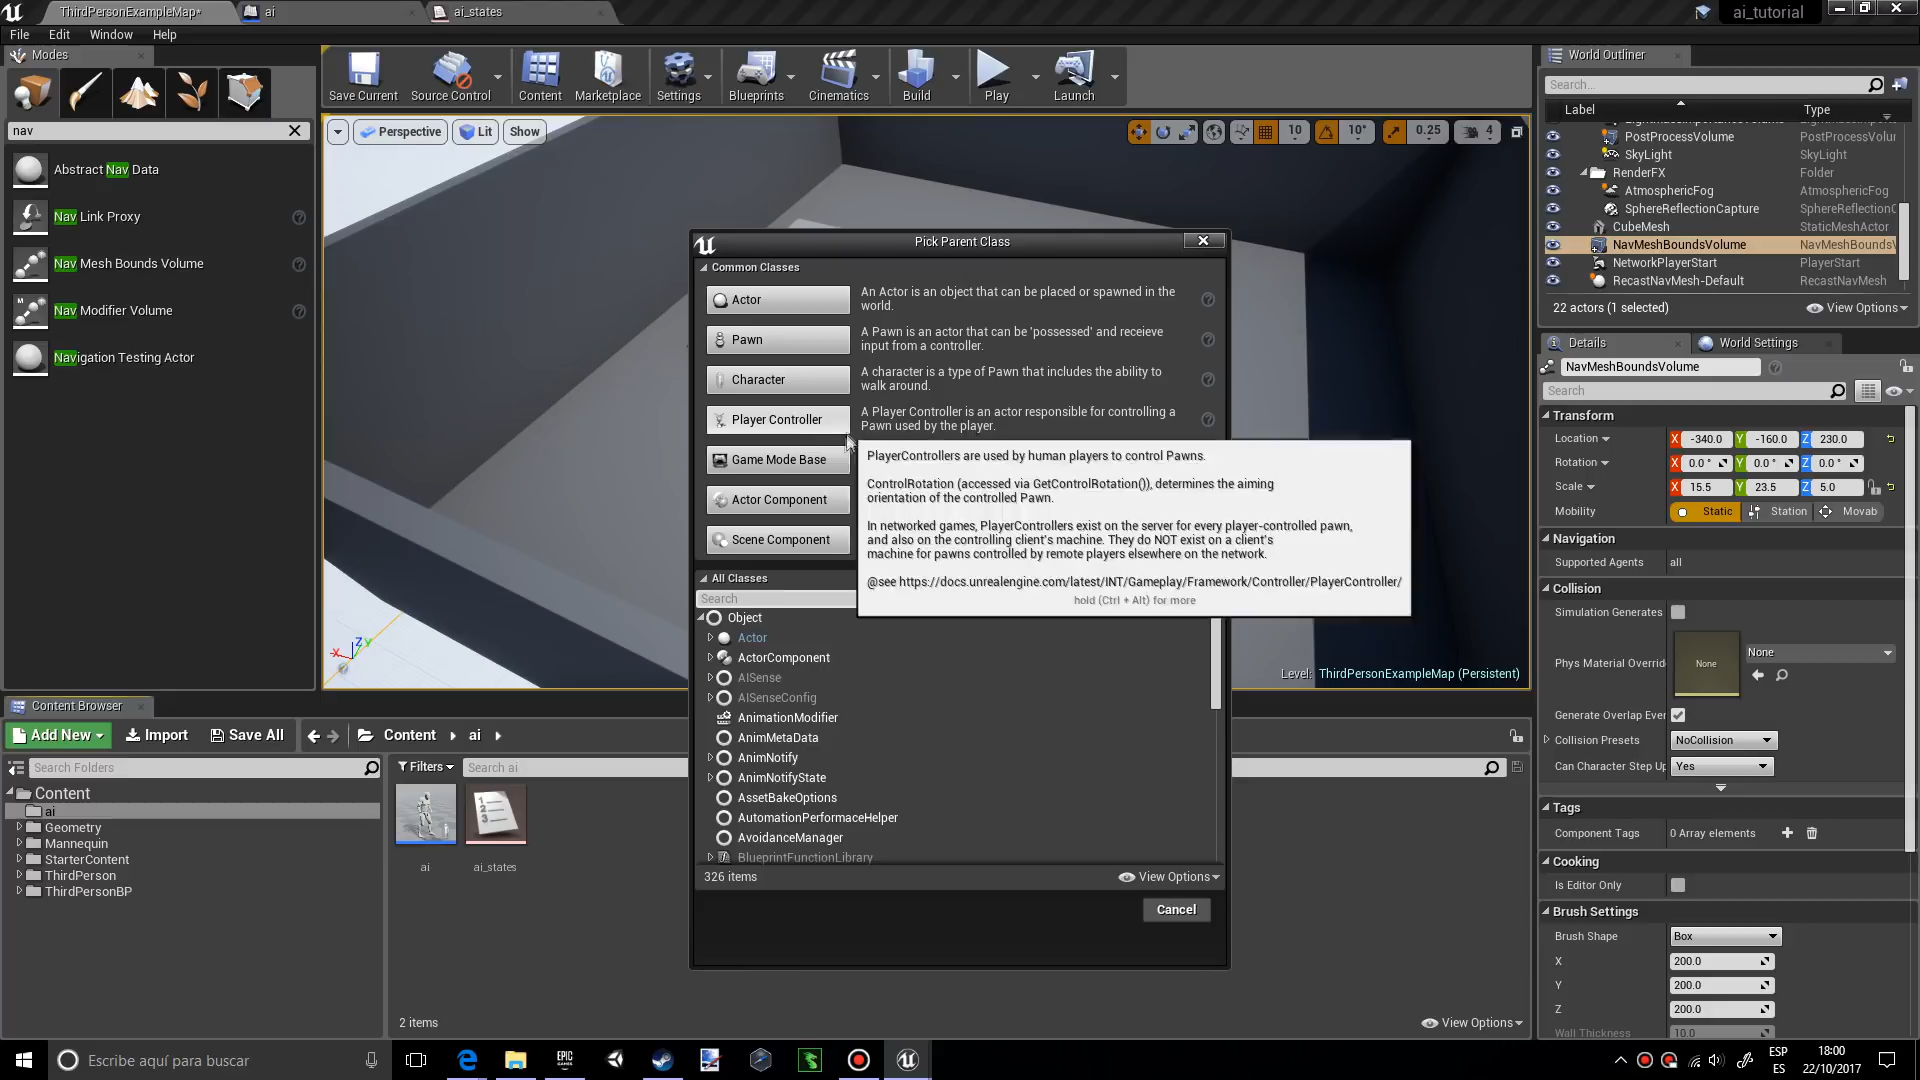 ThirdPersonExampleMap*
ai
ai_states
ai_tutorial
File Edit Window Help
Modes
nav
Abstract Nav Data
Nav Link Proxy
Nav Mesh Bounds Volume
Nav Modifier Volume
Navigation Testing Actor
Save Current
Source Control
Content
Marketplace
Settings
Blueprints
Cinematics
Build
Play
Launch
Perspective Lit Show
10 10° 0.25 4
Pick Parent Class
Common Classes
Actor
An Actor is an object that can be placed or spawned in the
world.
Pawn
A Pawn is an actor that can be 'possessed' and receieve
input from a controller.
Character
A character is a type of Pawn that includes the ability to
walk around.
Player Controller
A Player Controller is an actor responsible for controlling a
Pawn used by the player.
Game Mode Base
Actor Component
Scene Component
PlayerControllers are used by human players to control Pawns.
ControlRotation (accessed via GetControlRotation()), determines the aiming
orientation of the controlled Pawn.
In networked games, PlayerControllers exist on the server for every player-controlled pawn,
and also on the controlling client's machine. They do NOT exist on a client's
machine for pawns controlled by remote players elsewhere on the network.
@see https://docs.unrealengine.com/latest/INT/Gameplay/Framework/Controller/PlayerController/
hold (Ctrl + Alt) for more
All Classes
Search
Object
Actor
ActorComponent
AISense
AISenseConfig
AnimationModifier
AnimMetaData
AnimNotify
AnimNotifyState
AssetBakeOptions
AutomationPerformaceHelper
AvoidanceManager
BlueprintFunctionLibrary
326 items
View Options
Cancel
Level: ThirdPersonExampleMap (Persistent)
World Outliner
Search...
Label Type
PostProcessVolume PostProcessVolur
SkyLight SkyLight
RenderFX Folder
AtmosphericFog AtmosphericFog
SphereReflectionCapture SphereReflectionC
CubeMesh StaticMeshActor
NavMeshBoundsVolume NavMeshBoundsV
NetworkPlayerStart PlayerStart
RecastNavMesh-Default RecastNavMesh
22 actors (1 selected)
View Options
Details
World Settings
NavMeshBoundsVolume
Search
Transform
Location X -340.0 Y -160.0 Z 230.0
Rotation X 0.0 ° Y 0.0 ° Z 0.0 °
Scale X 15.5 Y 23.5 Z 5.0
Mobility Static Station Movab
Navigation
Supported Agents all
Collision
Simulation Generates
Phys Material Overrid None None
Generate Overlap Ever
Collision Presets NoCollision
Can Character Step Up Yes
Tags
Component Tags 0 Array elements
Cooking
Is Editor Only
Brush Settings
Brush Shape Box
X 200.0
Y 200.0
Z 200.0
Wall Thickness 10.0
Content Browser
Add New Import Save All Content ai
Search Folders
Filters Search ai
Content
ai
Geometry
Mannequin
StarterContent
ThirdPerson
ThirdPersonBP
ai
ai_states
2 items
View Options
Escribe aquí para buscar
EPIC
GAMES
ESP
ES
18:00
22/10/2017